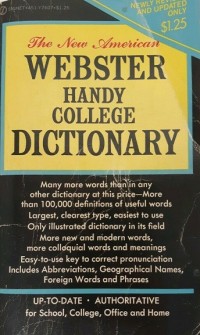 NEWLY REVISED
AND UPDATED
ONLY
$1.25
The New American
WEBSTER
HANDY
COLLEGE
DICTIONARY
Many more words than in any
other dictionary at this price—More
than 100,000 definitions of useful words
Largest, clearest type, easiest to use
Only illustrated dictionary in its field
More new and modern words,
more colloquial words and meanings
Easy-to-use key to correct pronunciation
Includes Abbreviations, Geographical Names,
Foreign Words and Phrases
UP-TO-DATE • AUTHORITATIVE
for School, College, Office and Home